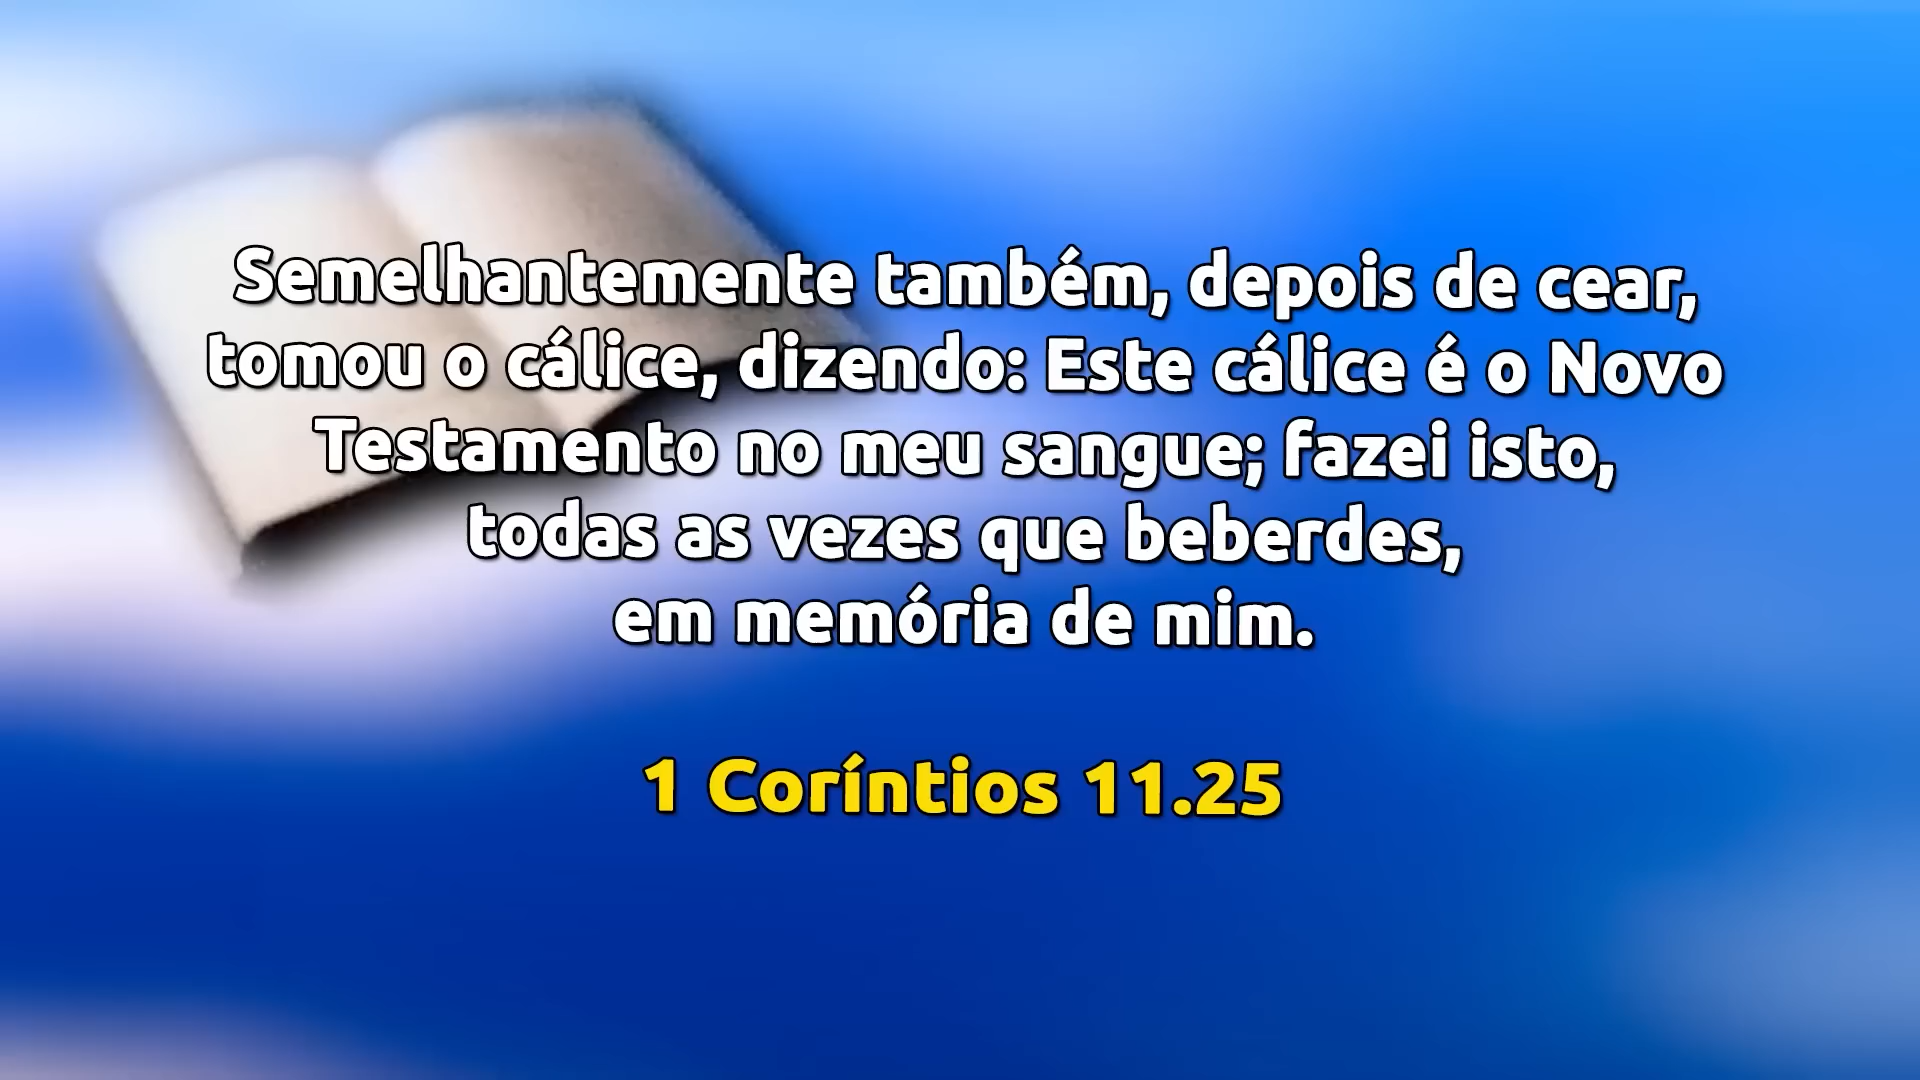 Semelhantemente também, depois de cear,
tomou o cálice, dizendo: Este cálice é o Novo
Testamento no meu sangue; fazei isto,
todas as vezes que beberdes,
em memória de mim.
1 Coríntios 11.25